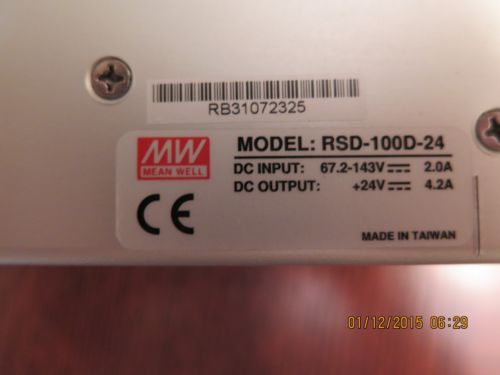 RB31072325
MW
MEAN WELL
MODEL: RSD-100D-24
DC INPUT: 67.2-143V⎓ 2.0A
DC OUTPUT: +24V⎓ 4.2A
CE
MADE IN TAIWAN
01/12/2015 06:29